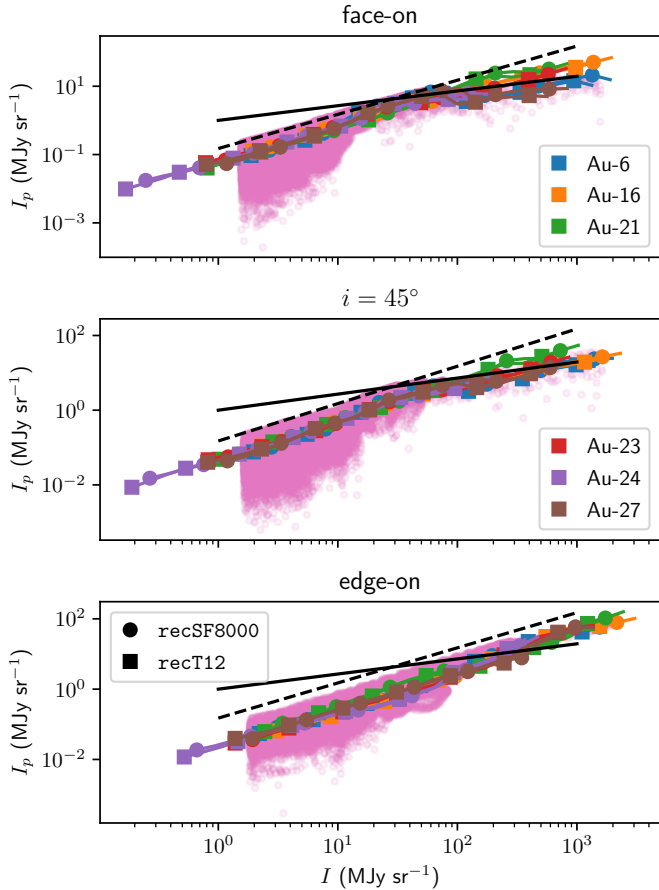 face-on
10^1
10^{-1}
10^{-3}
I_p (MJy sr^{-1})
Au-6
Au-16
Au-21
i = 45°
10^2
10^0
10^{-2}
I_p (MJy sr^{-1})
Au-23
Au-24
Au-27
edge-on
10^2
10^0
10^{-2}
I_p (MJy sr^{-1})
recSF8000
recT12
10^0 10^1 10^2 10^3
I (MJy sr^{-1})